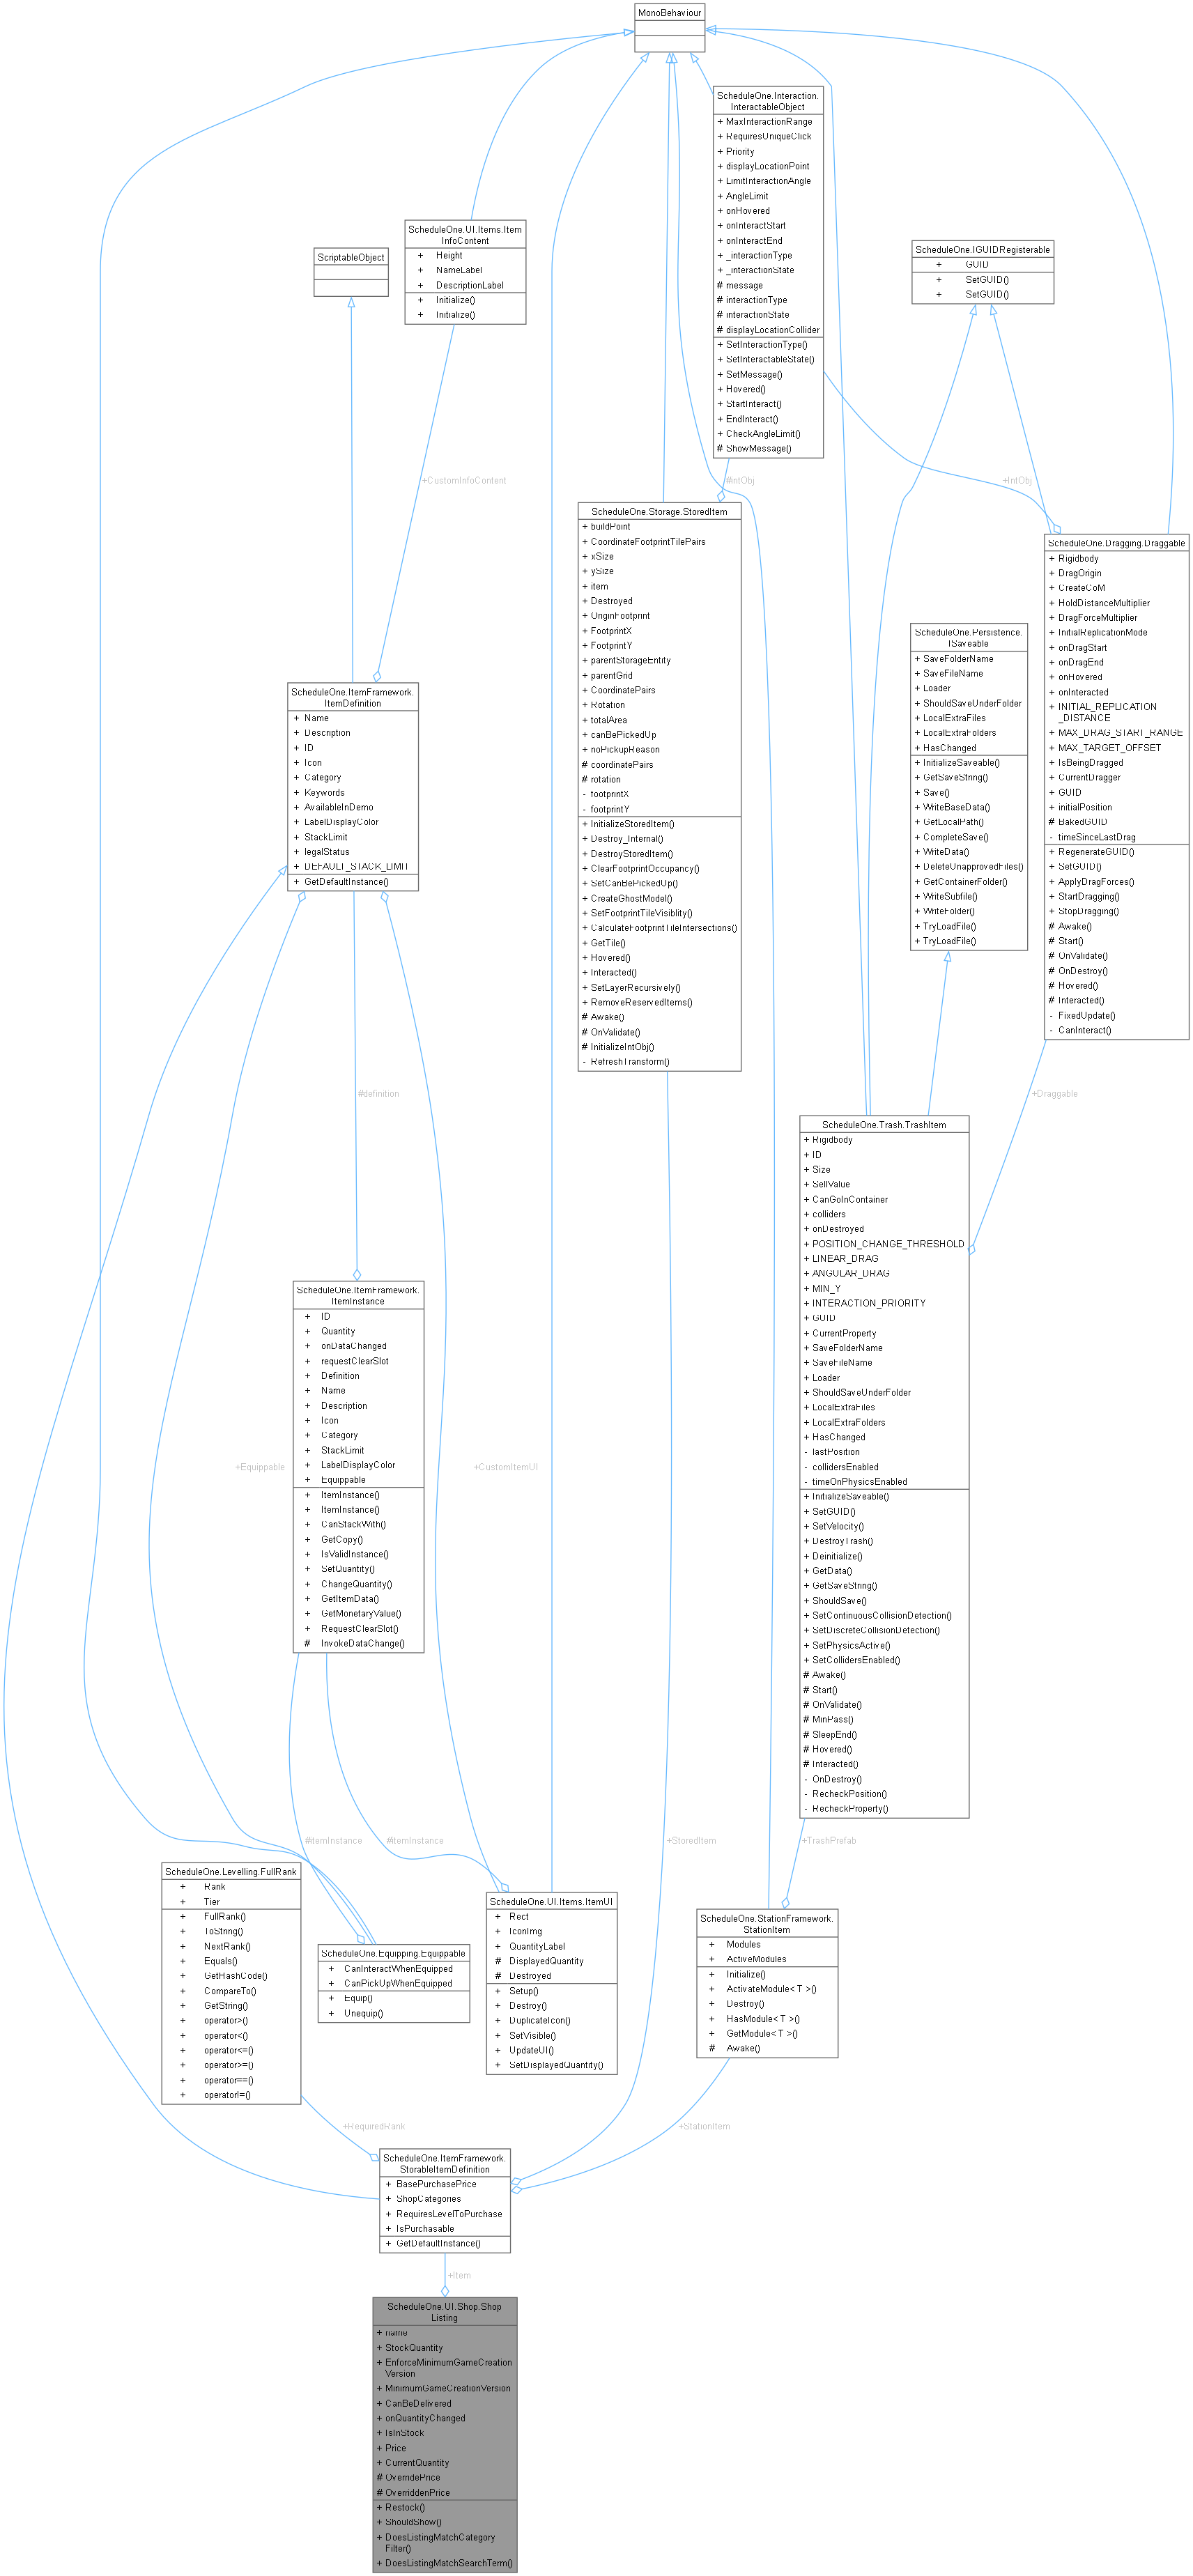 MonoBehaviour
ScheduleOne.Interaction.
InteractableObject
+ MaxInteractionRange
+ RequiresUniqueClick
+ Priority
+ displayLocationPoint
+ LimitInteractionAngle
+ AngleLimit
+ onHovered
+ onInteractStart
+ onInteractEnd
+ _interactionType
+ _interactionState
# message
# interactionType
# interactionState
# displayLocationCollider
+ SetInteractionType()
+ SetInteractableState()
+ SetMessage()
+ Hovered()
+ StartInteract()
+ EndInteract()
+ CheckAngleLimit()
# ShowMessage()
ScheduleOne.UI.Items.Item
InfoContent
+ Height
+ NameLabel
+ DescriptionLabel
+ Initialize()
+ Initialize()
ScriptableObject
ScheduleOne.IGUIDRegisterable
+ GUID
+ SetGUID()
+ SetGUID()
+CustomInfoContent
#IntObj
+IntObj
ScheduleOne.Storage.StoredItem
+ buildPoint
+ CoordinateFootprintTilePairs
+ xSize
+ ySize
+ item
+ Destroyed
+ OriginFootprint
+ FootprintX
+ FootprintY
+ parentStorageEntity
+ parentGrid
+ CoordinatePairs
+ Rotation
+ totalArea
+ canBePickedUp
+ noPickupReason
# coordinatePairs
# rotation
- footprintX
- footprintY
+ InitializeStoredItem()
+ Destroy_Internal()
+ DestroyStoredItem()
+ ClearFootprintOccupancy()
+ SetCanBePickedUp()
+ CreateGhostModel()
+ SetFootprintTileVisiblity()
+ CalculateFootprintTileIntersections()
+ GetTile()
+ Hovered()
+ Interacted()
+ SetLayerRecursively()
+ RemoveReservedItems()
# Awake()
# OnValidate()
# InitializeIntObj()
- RefreshTransform()
ScheduleOne.Dragging.Draggable
+ Rigidbody
+ DragOrigin
+ CreateCoM
+ HoldDistanceMultiplier
+ DragForceMultiplier
+ InitialReplicationMode
+ onDragStart
+ onDragEnd
+ onHovered
+ onInteracted
+ INITIAL_REPLICATION
_DISTANCE
+ MAX_DRAG_START_RANGE
+ MAX_TARGET_OFFSET
+ IsBeingDragged
+ CurrentDragger
+ GUID
+ initialPosition
# BakedGUID
- timeSinceLastDrag
+ RegenerateGUID()
+ SetGUID()
+ ApplyDragForces()
+ StartDragging()
+ StopDragging()
# Awake()
# Start()
# OnValidate()
# OnDestroy()
# Hovered()
# Interacted()
- FixedUpdate()
- CanInteract()
ScheduleOne.Persistence.
ISaveable
+ SaveFolderName
+ SaveFileName
+ Loader
+ ShouldSaveUnderFolder
+ LocalExtraFiles
+ LocalExtraFolders
+ HasChanged
+ InitializeSaveable()
+ GetSaveString()
+ Save()
+ WriteBaseData()
+ GetLocalPath()
+ CompleteSave()
+ WriteData()
+ DeleteUnapprovedFiles()
+ GetContainerFolder()
+ WriteSubfile()
+ WriteFolder()
+ TryLoadFile()
+ TryLoadFile()
ScheduleOne.ItemFramework.
ItemDefinition
+ Name
+ Description
+ ID
+ Icon
+ Category
+ Keywords
+ AvailableInDemo
+ LabelDisplayColor
+ StackLimit
+ legalStatus
+ DEFAULT_STACK_LIMIT
+ GetDefaultInstance()
#definition
+Draggable
ScheduleOne.Trash.TrashItem
+ Rigidbody
+ ID
+ Size
+ SellValue
+ CanGoInContainer
+ colliders
+ onDestroyed
+ POSITION_CHANGE_THRESHOLD
+ LINEAR_DRAG
+ ANGULAR_DRAG
+ MIN_Y
+ INTERACTION_PRIORITY
+ GUID
+ CurrentProperty
+ SaveFolderName
+ SaveFileName
+ Loader
+ ShouldSaveUnderFolder
+ LocalExtraFiles
+ LocalExtraFolders
+ HasChanged
- lastPosition
- collidersEnabled
- timeOnPhysicsEnabled
+ InitializeSaveable()
+ SetGUID()
+ SetVelocity()
+ DestroyTrash()
+ Deinitialize()
+ GetData()
+ GetSaveString()
+ ShouldSave()
+ SetContinuousCollisionDetection()
+ SetDiscreteCollisionDetection()
+ SetPhysicsActive()
+ SetCollidersEnabled()
# Awake()
# Start()
# OnValidate()
# MinPass()
# SleepEnd()
# Hovered()
# Interacted()
- OnDestroy()
- RecheckPosition()
- RecheckProperty()
ScheduleOne.ItemFramework.
ItemInstance
+ ID
+ Quantity
+ onDataChanged
+ requestClearSlot
+ Definition
+ Name
+ Description
+ Icon
+ Category
+ StackLimit
+ LabelDisplayColor
+ Equippable
+ ItemInstance()
+ ItemInstance()
+ CanStackWith()
+ GetCopy()
+ IsValidInstance()
+ SetQuantity()
+ ChangeQuantity()
+ GetItemData()
+ GetMonetaryValue()
+ RequestClearSlot()
# InvokeDataChange()
+Equippable
+CustomItemUI
#itemInstance
#itemInstance
+StoredItem
+TrashPrefab
ScheduleOne.Levelling.FullRank
+ Rank
+ Tier
+ FullRank()
+ ToString()
+ NextRank()
+ Equals()
+ GetHashCode()
+ CompareTo()
+ GetString()
+ operator>()
+ operator<()
+ operator<=()
+ operator>=()
+ operator==()
+ operator!=()
ScheduleOne.Equipping.Equippable
+ CanInteractWhenEquipped
+ CanPickUpWhenEquipped
+ Equip()
+ Unequip()
ScheduleOne.UI.Items.ItemUI
+ Rect
+ IconImg
+ QuantityLabel
# DisplayedQuantity
# Destroyed
+ Setup()
+ Destroy()
+ DuplicateIcon()
+ SetVisible()
+ UpdateUI()
+ SetDisplayedQuantity()
ScheduleOne.StationFramework.
StationItem
+ Modules
+ ActiveModules
+ Initialize()
+ ActivateModule< T >()
+ Destroy()
+ HasModule< T >()
+ GetModule< T >()
# Awake()
+RequiredRank
+StationItem
ScheduleOne.ItemFramework.
StorableItemDefinition
+ BasePurchasePrice
+ ShopCategories
+ RequiresLevelToPurchase
+ IsPurchasable
+ GetDefaultInstance()
+Item
ScheduleOne.UI.Shop.Shop
Listing
+ name
+ StockQuantity
+ EnforceMinimumGameCreation
Version
+ MinimumGameCreationVersion
+ CanBeDelivered
+ onQuantityChanged
+ IsInStock
+ Price
+ CurrentQuantity
# OverridePrice
# OverriddenPrice
+ Restock()
+ ShouldShow()
+ DoesListingMatchCategory
Filter()
+ DoesListingMatchSearchTerm()